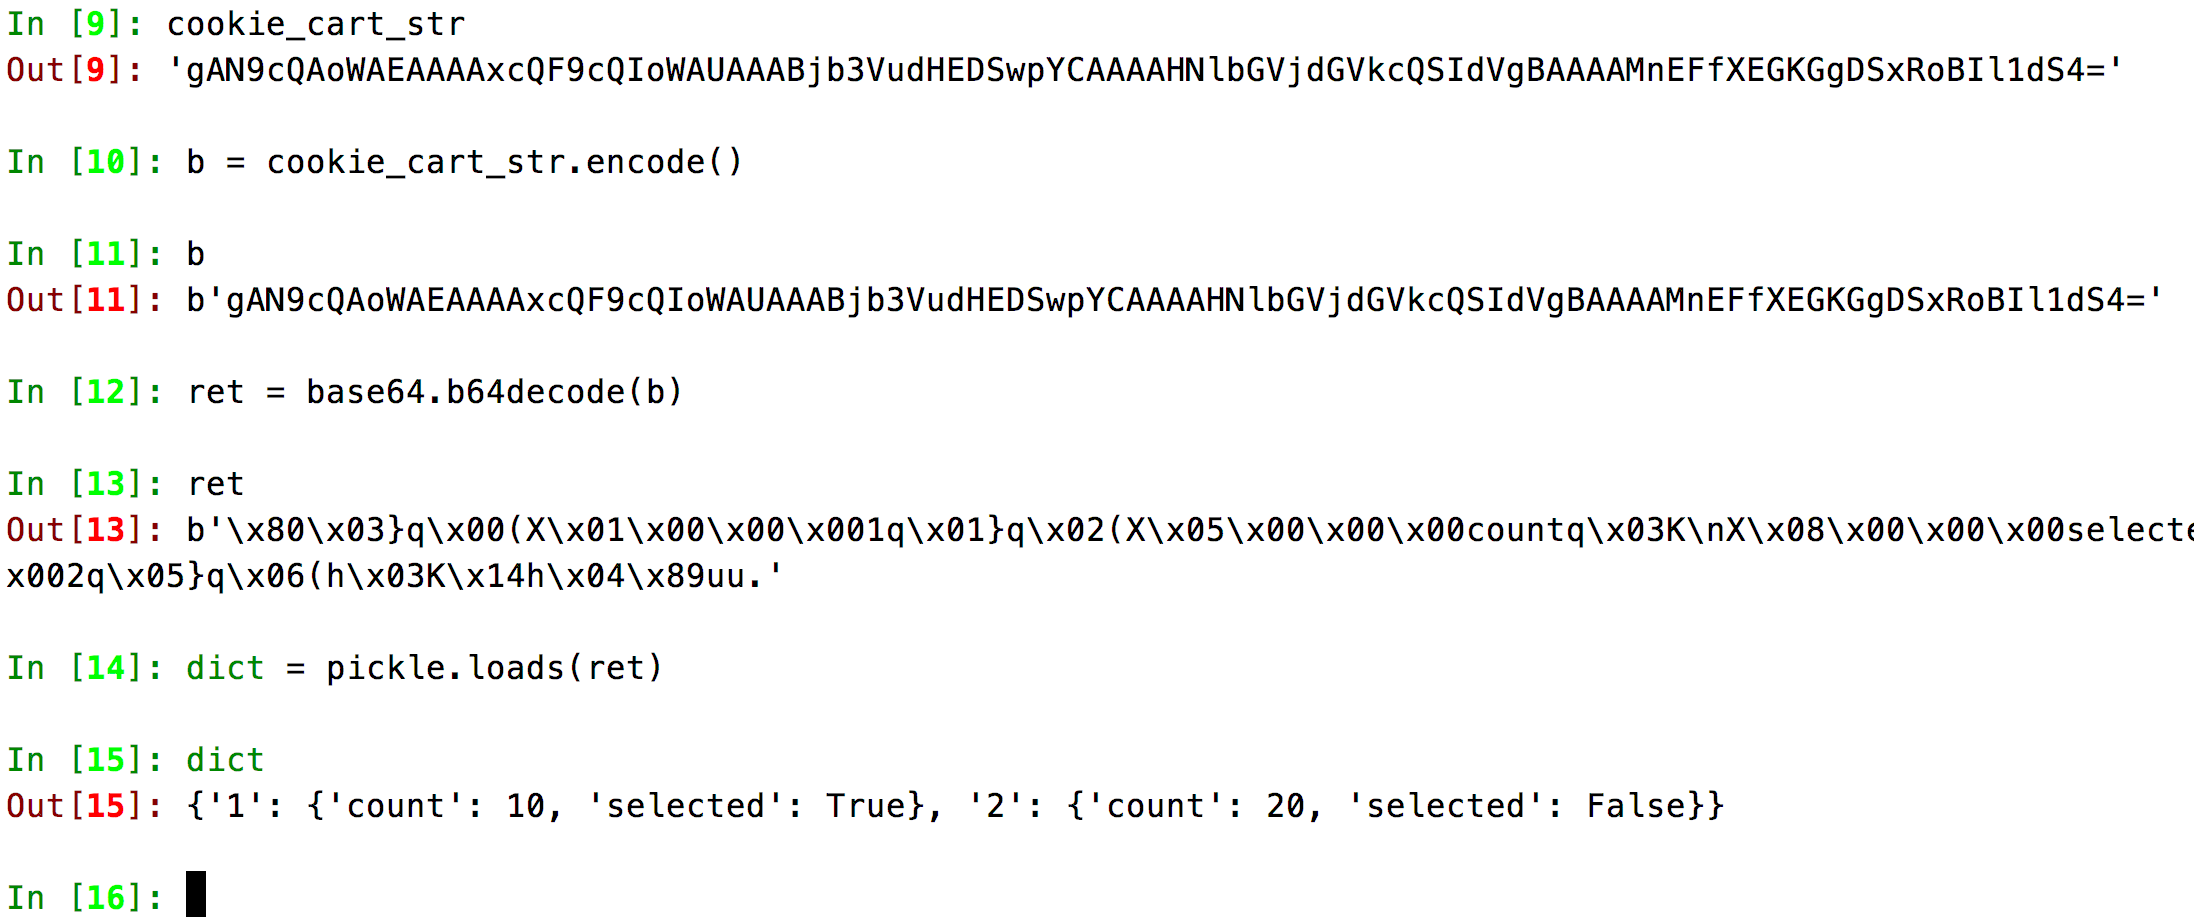 In [9]: cookie_cart_str
Out[9]: 'gAN9cQAoWAEAAAAxcQF9cQIoWAUAAABjb3VudHEDSwpYCAAAAHNlbGVjdGVkcQSIdVgBAAAAMnEFfXEGKGgDSxRoBIl1dS4='
In [10]: b = cookie_cart_str.encode()
In [11]: b
Out[11]: b'gAN9cQAoWAEAAAAxcQF9cQIoWAUAAABjb3VudHEDSwpYCAAAAHNlbGVjdGVkcQSIdVgBAAAAMnEFfXEGKGgDSxRoBIl1dS4='
In [12]: ret = base64.b64decode(b)
In [13]: ret
Out[13]: b'\x80\x03}q\x00(X\x01\x00\x00\x001q\x01}q\x02(X\x05\x00\x00\x00countq\x03K\nX\x08\x00\x00\x00selecte
x002q\x05}q\x06(h\x03K\x14h\x04\x89uu.'
In [14]: dict = pickle.loads(ret)
In [15]: dict
Out[15]: {'1': {'count': 10, 'selected': True}, '2': {'count': 20, 'selected': False}}
In [16]: